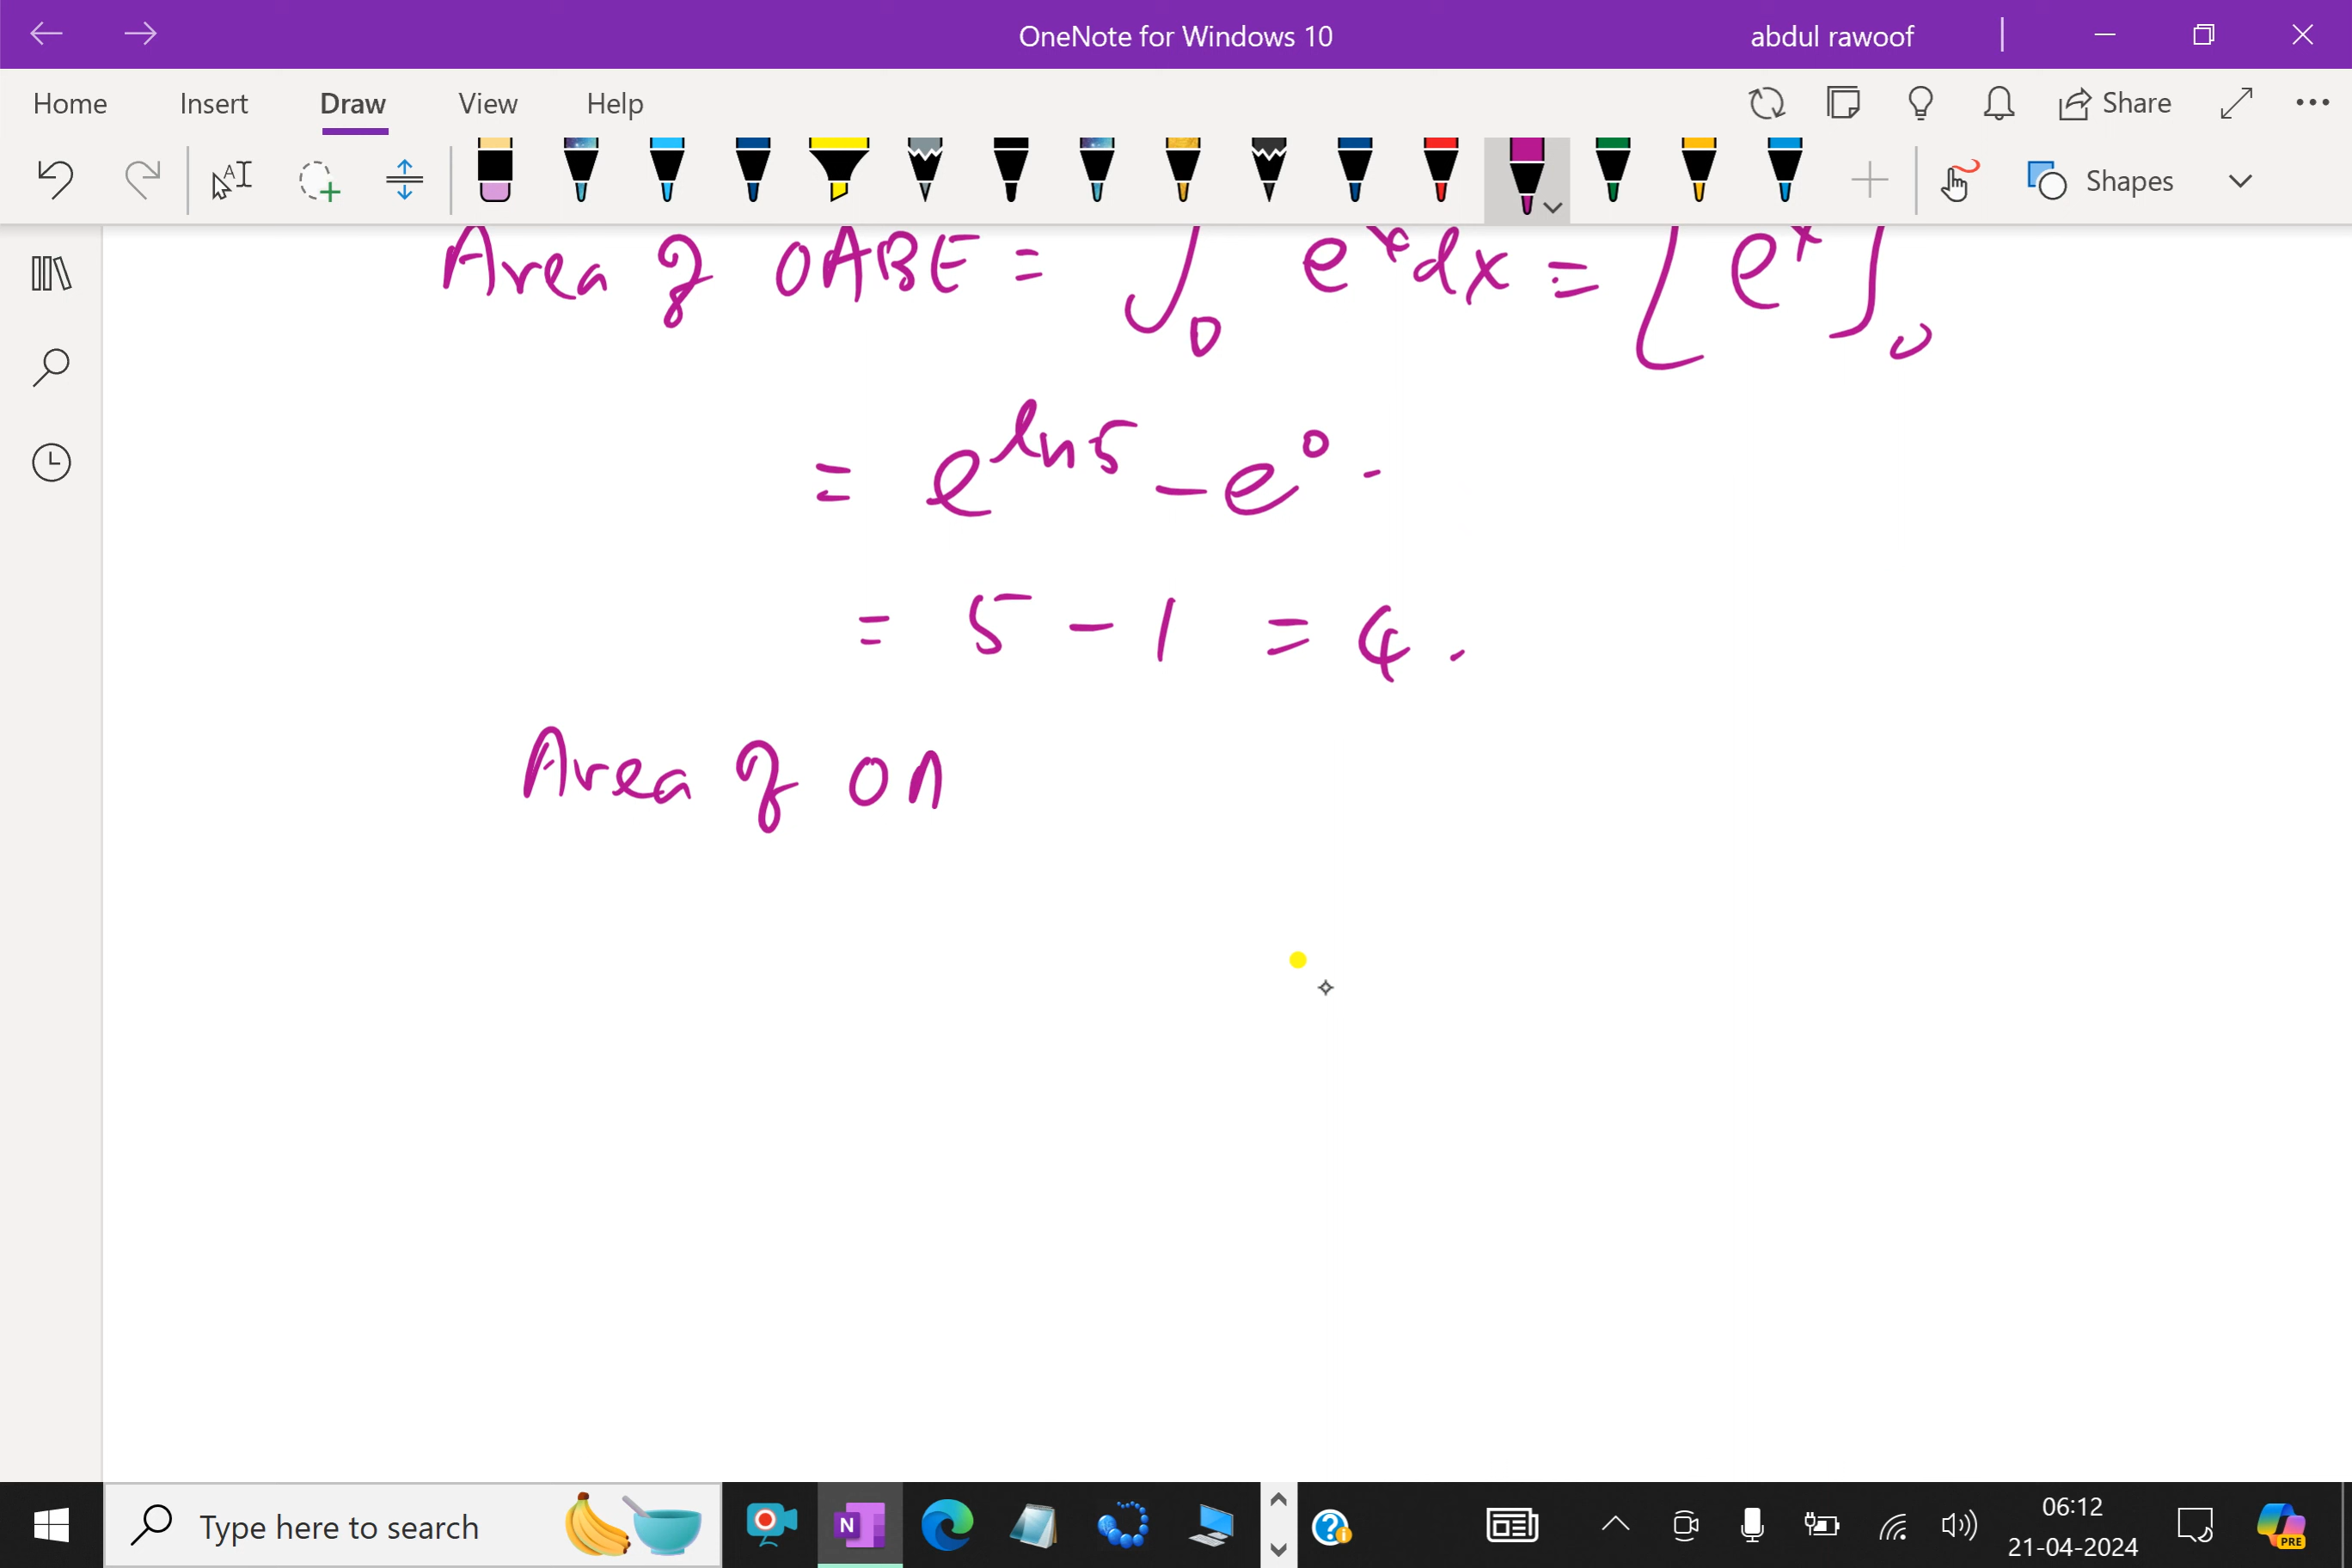 OneNote for Windows 10
abdul rawoof
Home Insert Draw View Help
Share
Shapes
Area of OABE = ∫₀ eˣdx = [eˣ]₀
= e^ln5 - e⁰.
= 5 - 1 = 4.
Area of
Type here to search
N
06:12
21-04-2024
PRE